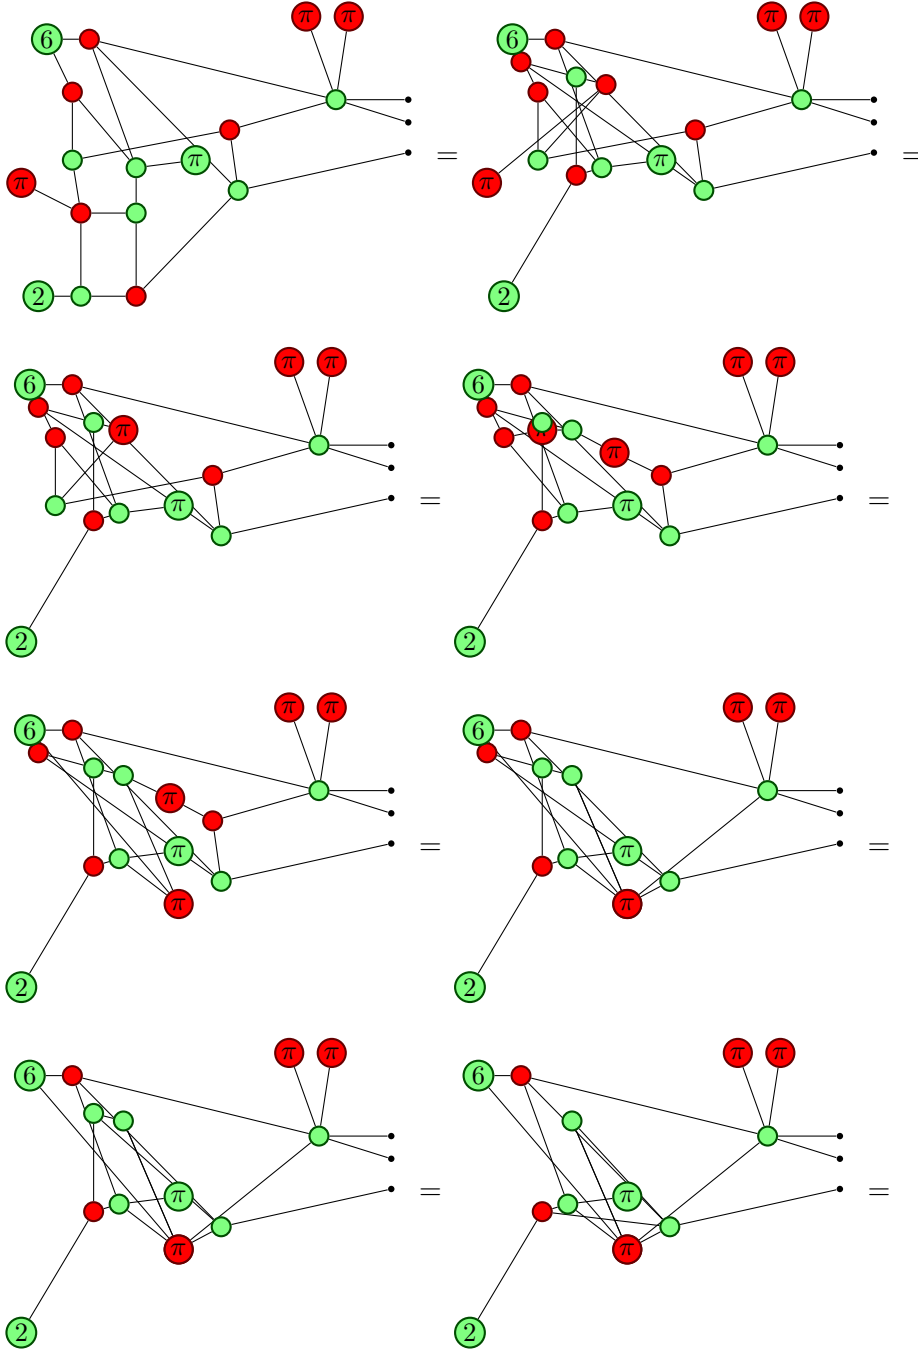 π π π π
6 6
π = π =
π π
2 2
π π π π
6 6
π π
π
π = π =
2 2
π π π π
6 6
π
π = π =
π π
2 2
π π π π
6 6
π = π =
π π
2 2